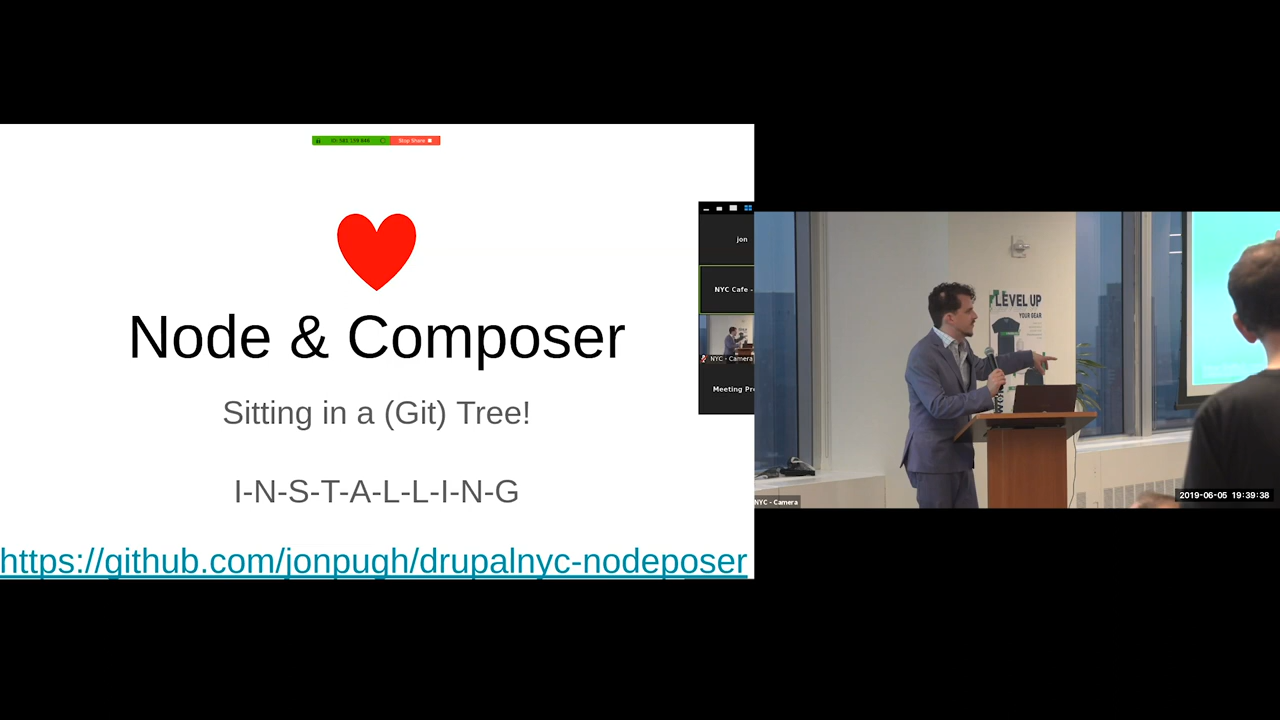 Stop Share
Node & Composer
Sitting in a (Git) Tree!
I-N-S-T-A-L-L-I-N-G
https://github.com/jonpugh/drupalnyc-nodeposer
jon
NYC Cafe -
NYC - Camera
Meeting Pr
LEVEL UP
YOUR GEAR
NYC - Camera
2019-06-05 19:39:38